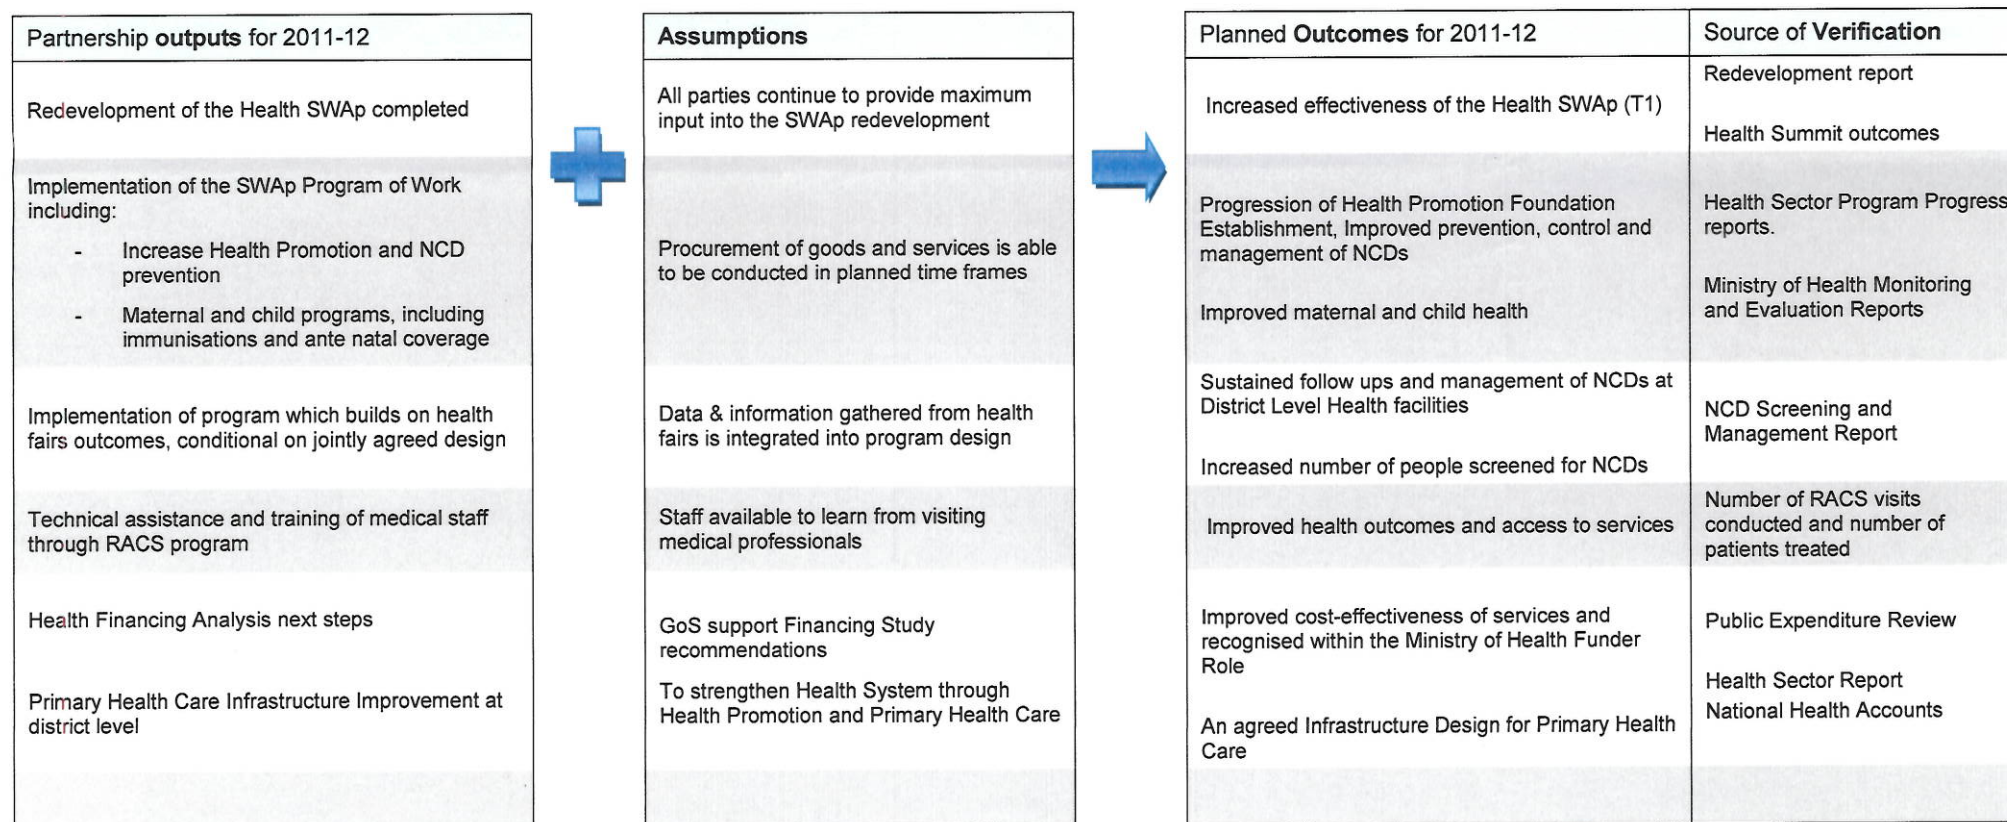 Partnership outputs for 2011-12
Redevelopment of the Health SWAp completed
Implementation of the SWAp Program of Work
including:
- Increase Health Promotion and NCD
prevention
- Maternal and child programs, including
immunisations and ante natal coverage
Implementation of program which builds on health
fairs outcomes, conditional on jointly agreed design
Technical assistance and training of medical staff
through RACS program
Health Financing Analysis next steps
Primary Health Care Infrastructure Improvement at
district level
Assumptions
All parties continue to provide maximum
input into the SWAp redevelopment
Procurement of goods and services is able
to be conducted in planned time frames
Data & information gathered from health
fairs is integrated into program design
Staff available to learn from visiting
medical professionals
GoS support Financing Study
recommendations
To strengthen Health System through
Health Promotion and Primary Health Care
Planned Outcomes for 2011-12
Increased effectiveness of the Health SWAp (T1)
Progression of Health Promotion Foundation
Establishment, Improved prevention, control and
management of NCDs
Improved maternal and child health
Sustained follow ups and management of NCDs at
District Level Health facilities
Increased number of people screened for NCDs
Improved health outcomes and access to services
Improved cost-effectiveness of services and
recognised within the Ministry of Health Funder
Role
An agreed Infrastructure Design for Primary Health
Care
Source of Verification
Redevelopment report
Health Summit outcomes
Health Sector Program Progress
reports.
Ministry of Health Monitoring
and Evaluation Reports
NCD Screening and
Management Report
Number of RACS visits
conducted and number of
patients treated
Public Expenditure Review
Health Sector Report
National Health Accounts